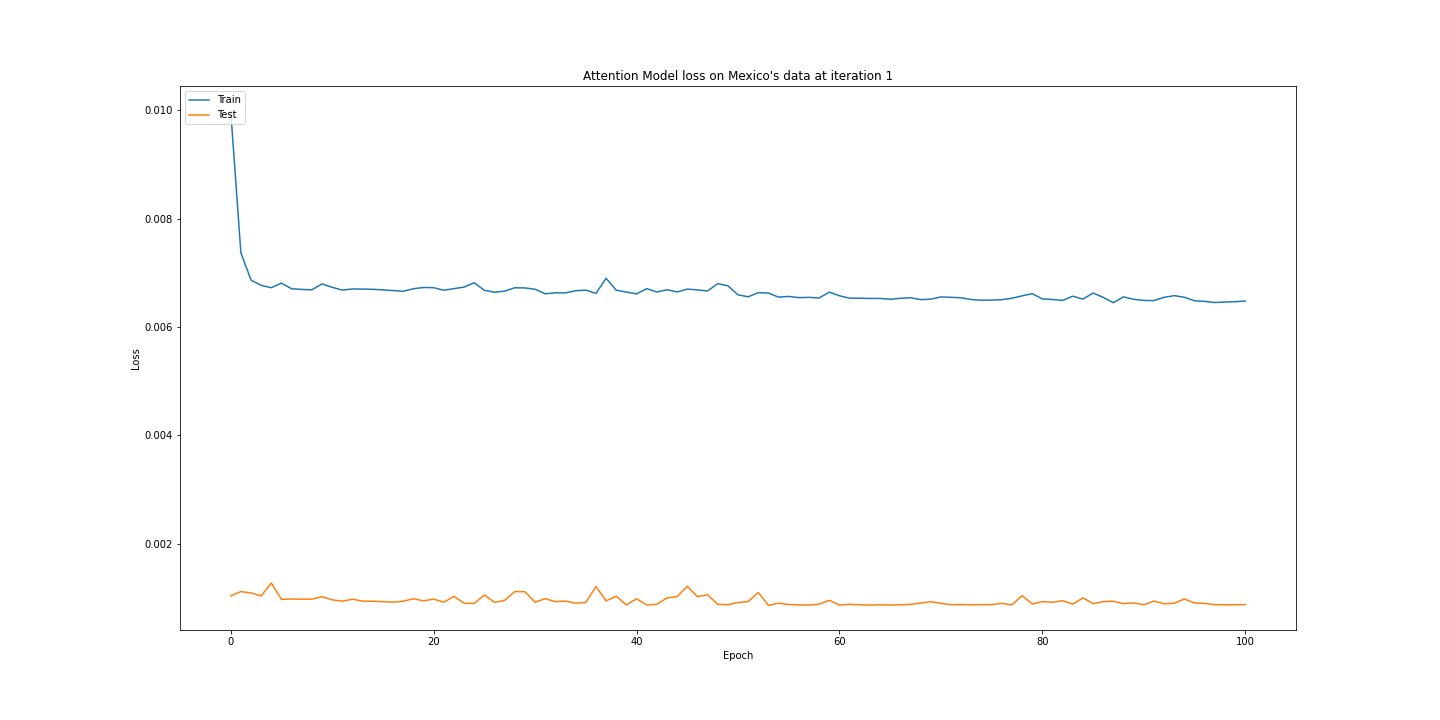 Attention Model loss on Mexico's data at iteration 1
Train
Test
0.010
0.008
0.006
0.004
0.002
Loss
0 20 40 60 80 100
Epoch